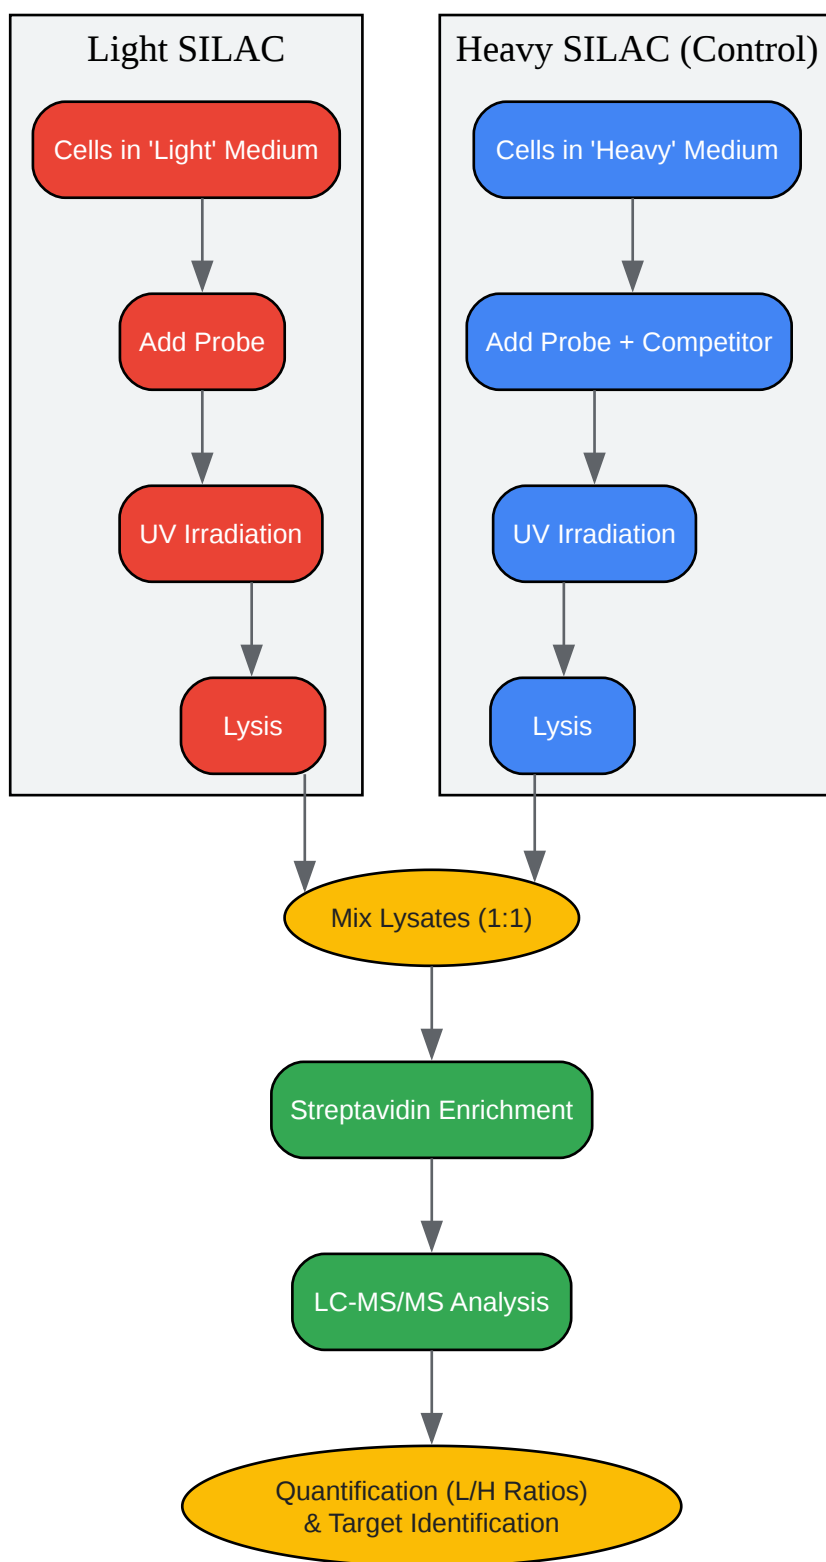 Light SILAC
Cells in 'Light' Medium
Add Probe
UV Irradiation
Lysis
Heavy SILAC (Control)
Cells in 'Heavy' Medium
Add Probe + Competitor
UV Irradiation
Lysis
Mix Lysates (1:1)
Streptavidin Enrichment
LC-MS/MS Analysis
Quantification (L/H Ratios)
& Target Identification